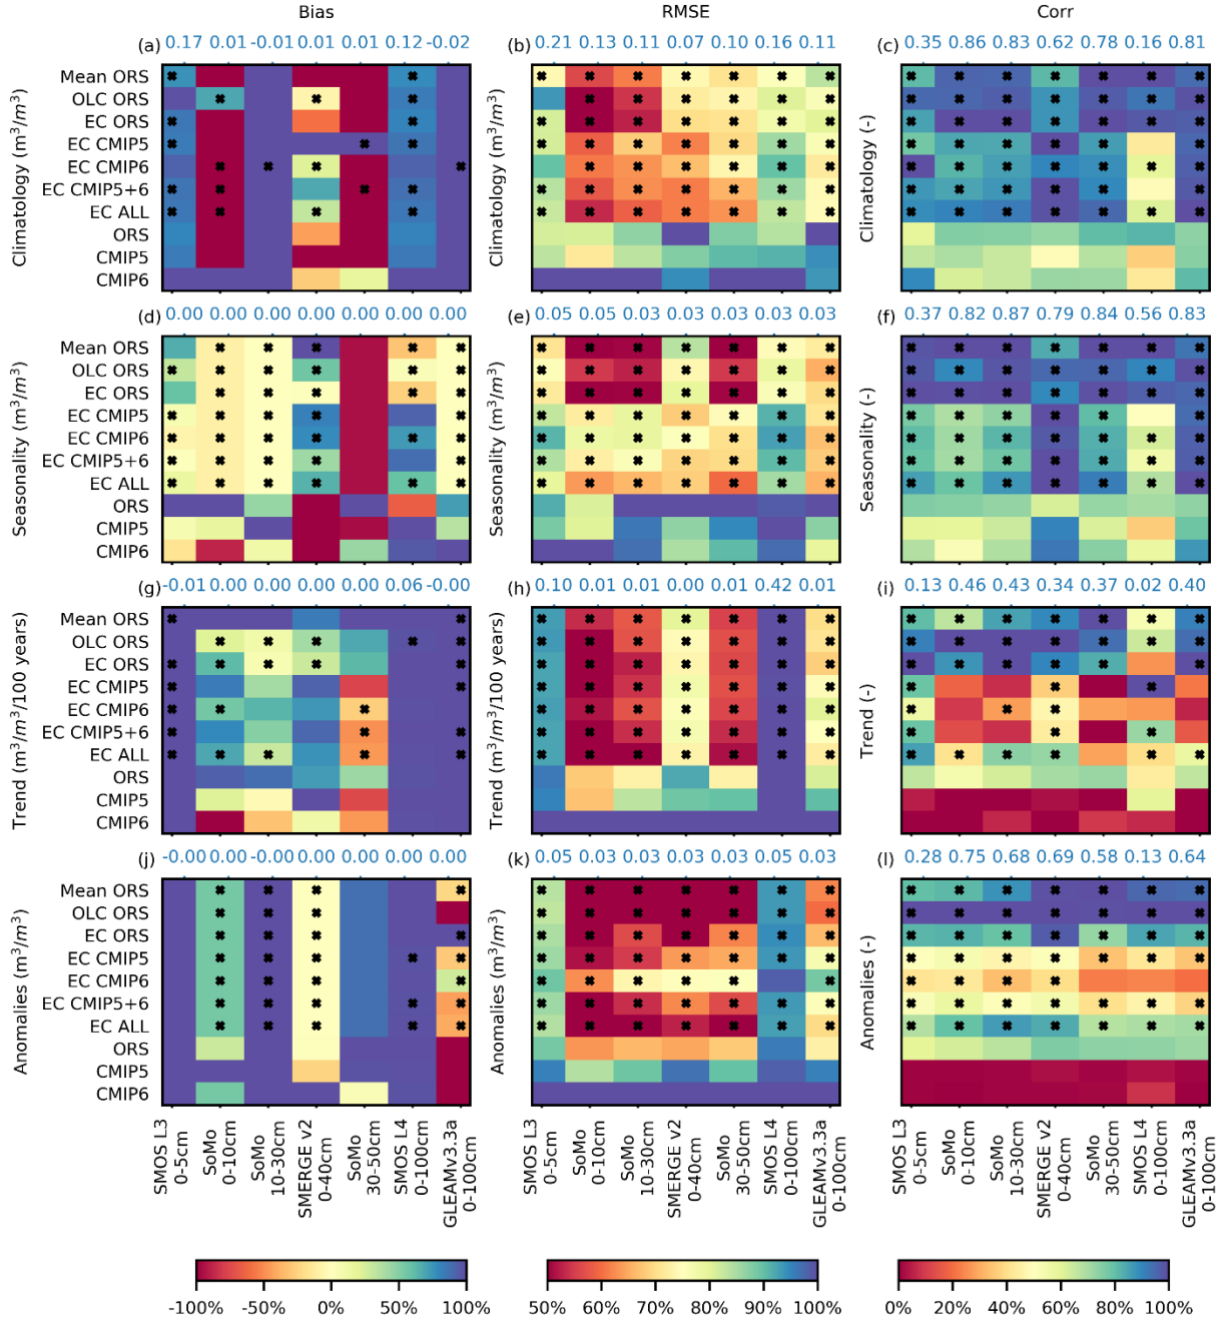 Bias RMSE Corr
(a) 0.17 0.01 -0.01 0.01 0.01 0.12 -0.02
(b) 0.21 0.13 0.11 0.07 0.10 0.16 0.11
(c) 0.35 0.86 0.83 0.62 0.78 0.16 0.81
Climatology (m³/m³)
Mean ORS
OLC ORS
EC ORS
EC CMIP5
EC CMIP6
EC CMIP5+6
EC ALL
ORS
CMIP5
CMIP6
Climatology (m³/m³)
Climatology (-)
(d) 0.00 0.00 0.00 0.00 0.00 0.00 0.00
(e) 0.05 0.05 0.03 0.03 0.03 0.03 0.03
(f) 0.37 0.82 0.87 0.79 0.84 0.56 0.83
Seasonality (m³/m³)
Mean ORS
OLC ORS
EC ORS
EC CMIP5
EC CMIP6
EC CMIP5+6
EC ALL
ORS
CMIP5
CMIP6
Seasonality (m³/m³)
Seasonality (-)
(g) -0.01 0.00 0.00 0.00 0.00 0.06 -0.00
(h) 0.10 0.01 0.01 0.00 0.01 0.42 0.01
(i) 0.13 0.46 0.43 0.34 0.37 0.02 0.40
Trend (m³/m³/100 years)
Mean ORS
OLC ORS
EC ORS
EC CMIP5
EC CMIP6
EC CMIP5+6
EC ALL
ORS
CMIP5
CMIP6
Trend (m³/m³/100 years)
Trend (-)
(j) -0.00 0.00 -0.00 0.00 0.00 0.00 0.00
(k) 0.05 0.03 0.03 0.03 0.03 0.05 0.03
(l) 0.28 0.75 0.68 0.69 0.58 0.13 0.64
Anomalies (m³/m³)
Mean ORS
OLC ORS
EC ORS
EC CMIP5
EC CMIP6
EC CMIP5+6
EC ALL
ORS
CMIP5
CMIP6
Anomalies (m³/m³)
Anomalies (-)
SMOS L3
0-5cm
SoMo
0-10cm
SoMo
10-30cm
SMERGE v2
0-40cm
SoMo
30-50cm
SMOS L4
0-100cm
GLEAMv3.3a
0-100cm
SMOS L3
0-5cm
SoMo
0-10cm
SoMo
10-30cm
SMERGE v2
0-40cm
SoMo
30-50cm
SMOS L4
0-100cm
GLEAMv3.3a
0-100cm
SMOS L3
0-5cm
SoMo
0-10cm
SoMo
10-30cm
SMERGE v2
0-40cm
SoMo
30-50cm
SMOS L4
0-100cm
GLEAMv3.3a
0-100cm
-100% -50% 0% 50% 100%
50% 60% 70% 80% 90% 100%
0% 20% 40% 60% 80% 100%